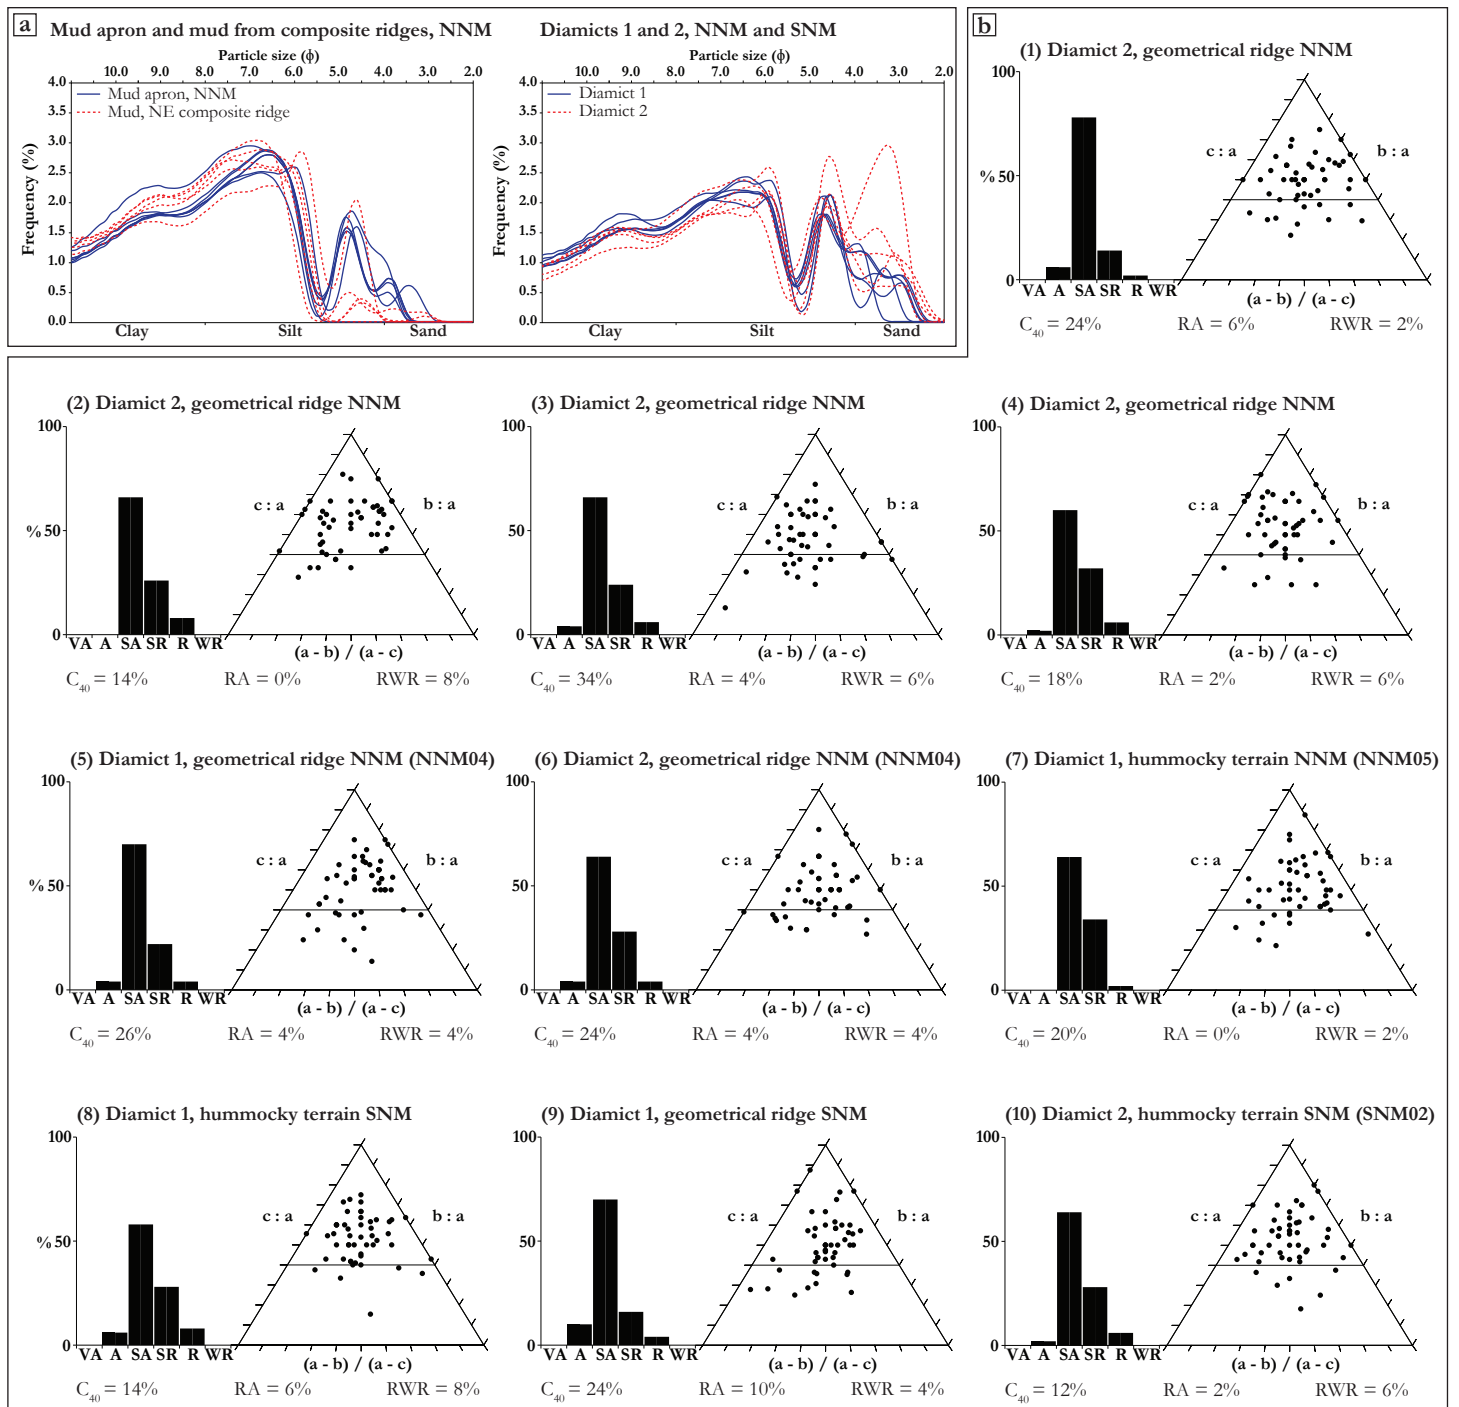 a Mud apron and mud from composite ridges, NNM
Particle size (ϕ)
10.0 9.0 8.0 7.0 6.0 5.0 4.0 3.0 2.0
4.0
3.5
3.0
2.5
2.0
1.5
1.0
0.5
0.0
Frequency (%)
Mud apron, NNM
Mud, NE composite ridge
Clay Silt Sand
Diamicts 1 and 2, NNM and SNM
Particle size (ϕ)
10.0 9.0 8.0 7.0 6.0 5.0 4.0 3.0 2.0
4.0
3.5
3.0
2.5
2.0
1.5
1.0
0.5
0.0
Frequency (%)
Diamict 1
Diamict 2
Clay Silt Sand
b
(1) Diamict 2, geometrical ridge NNM
100
% 50
0
VA A SA SR R WR
c : a b : a
(a - b) / (a - c)
C40 = 24% RA = 6% RWR = 2%
(2) Diamict 2, geometrical ridge NNM
100
% 50
0
VA A SA SR R WR
c : a b : a
(a - b) / (a - c)
C40 = 14% RA = 0% RWR = 8%
(3) Diamict 2, geometrical ridge NNM
100
50
0
VA A SA SR R WR
c : a b : a
(a - b) / (a - c)
C40 = 34% RA = 4% RWR = 6%
(4) Diamict 2, geometrical ridge NNM
100
50
0
VA A SA SR R WR
c : a b : a
(a - b) / (a - c)
C40 = 18% RA = 2% RWR = 6%
(5) Diamict 1, geometrical ridge NNM (NNM04)
100
% 50
0
VA A SA SR R WR
c : a b : a
(a - b) / (a - c)
C40 = 26% RA = 4% RWR = 4%
(6) Diamict 2, geometrical ridge NNM (NNM04)
100
50
0
VA A SA SR R WR
c : a b : a
(a - b) / (a - c)
C40 = 24% RA = 4% RWR = 4%
(7) Diamict 1, hummocky terrain NNM (NNM05)
100
50
0
VA A SA SR R WR
c : a b : a
(a - b) / (a - c)
C40 = 20% RA = 0% RWR = 2%
(8) Diamict 1, hummocky terrain SNM
100
% 50
0
VA A SA SR R WR
c : a b : a
(a - b) / (a - c)
C40 = 14% RA = 6% RWR = 8%
(9) Diamict 1, geometrical ridge SNM
100
50
0
VA A SA SR R WR
c : a b : a
(a - b) / (a - c)
C40 = 24% RA = 10% RWR = 4%
(10) Diamict 2, hummocky terrain SNM (SNM02)
100
50
0
VA A SA SR R WR
c : a b : a
(a - b) / (a - c)
C40 = 12% RA = 2% RWR = 6%